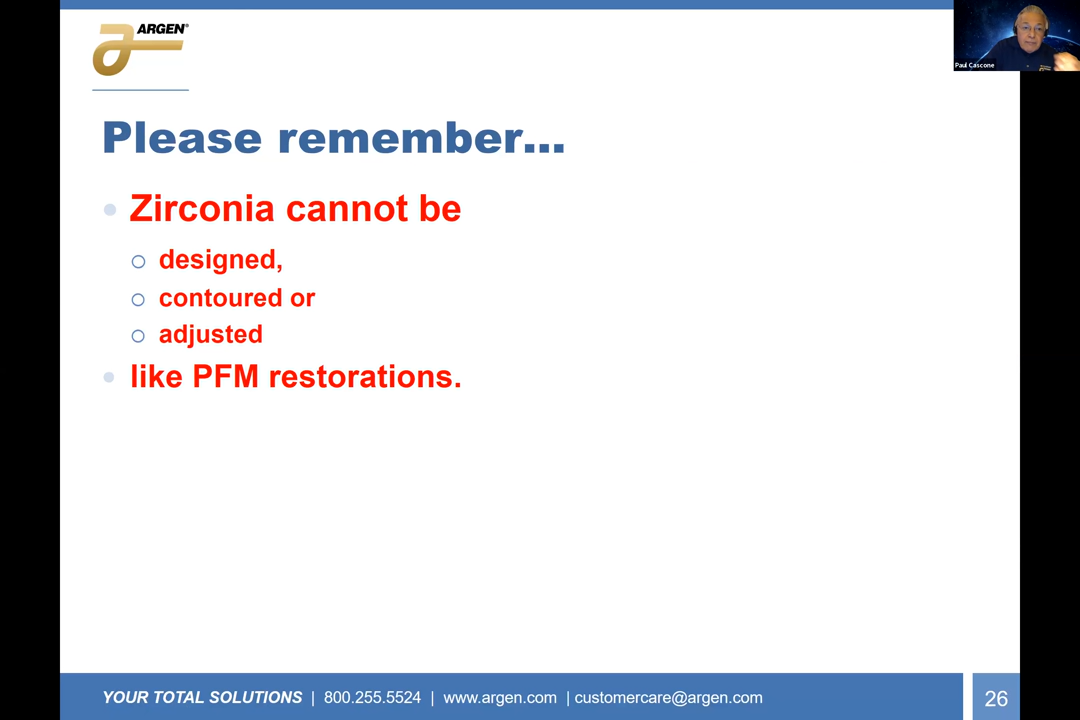 ARGEN®
Paul Cascone
Please remember...
Zirconia cannot be
designed,
contoured or
adjusted
like PFM restorations.
YOUR TOTAL SOLUTIONS | 800.255.5524 | www.argen.com | customercare@argen.com
26